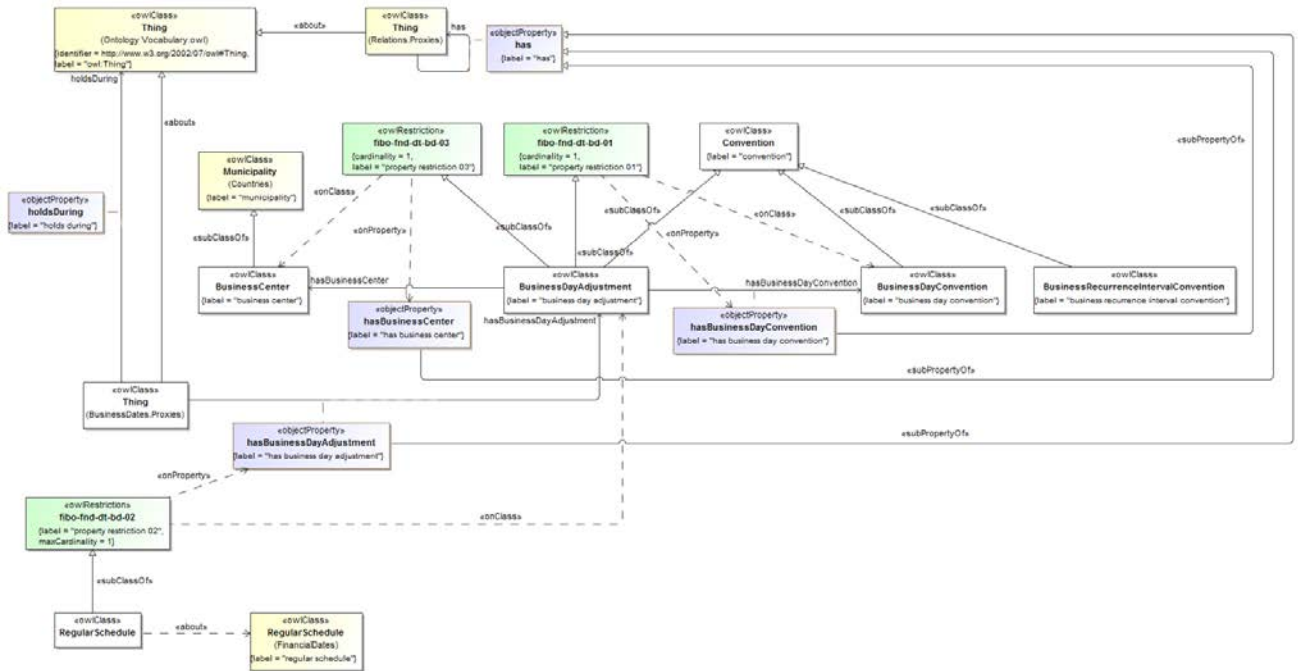 «owlClass»
Thing
(Ontology Vocabulary.owl)
{identifier = http://www.w3.org/2002/07/owl#Thing,
label = "owl:Thing"}
«about»
«owlClass»
Thing
(Relations.Proxies)
has
«objectProperty»
has
{label = "has"}
holdsDuring
«about»
«subPropertyOf»
«owlRestriction»
fibo-fnd-dt-bd-03
{cardinality = 1,
label = "property restriction 03"}
«owlRestriction»
fibo-fnd-dt-bd-01
{cardinality = 1,
label = "property restriction 01"}
«owlClass»
Convention
{label = "convention"}
«owlClass»
Municipality
(Countries)
{label = "municipality"}
«objectProperty»
holdsDuring
{label = "holds during"}
«onClass»
«onProperty»
«subClassOf»
«subClassOf»
«subClassOf»
«onProperty»
«onClass»
«subClassOf»
«subClassOf»
«subClassOf»
«owlClass»
BusinessCenter
{label = "business center"}
hasBusinessCenter
«owlClass»
BusinessDayAdjustment
{label = "business day adjustment"}
hasBusinessDayConvention
«owlClass»
BusinessDayConvention
{label = "business day convention"}
«owlClass»
BusinessRecurrenceIntervalConvention
{label = "business recurrence interval convention"}
«objectProperty»
hasBusinessCenter
{label = "has business center"}
hasBusinessDayAdjustment
«objectProperty»
hasBusinessDayConvention
{label = "has business day convention"}
«subPropertyOf»
«owlClass»
Thing
(BusinessDates.Proxies)
«objectProperty»
hasBusinessDayAdjustment
{label = "has business day adjustment"}
«subPropertyOf»
«onProperty»
«owlRestriction»
fibo-fnd-dt-bd-02
{label = "property restriction 02",
maxCardinality = 1}
«onClass»
«subClassOf»
«owlClass»
RegularSchedule
«about»
«owlClass»
RegularSchedule
(FinancialDates)
{label = "regular schedule"}